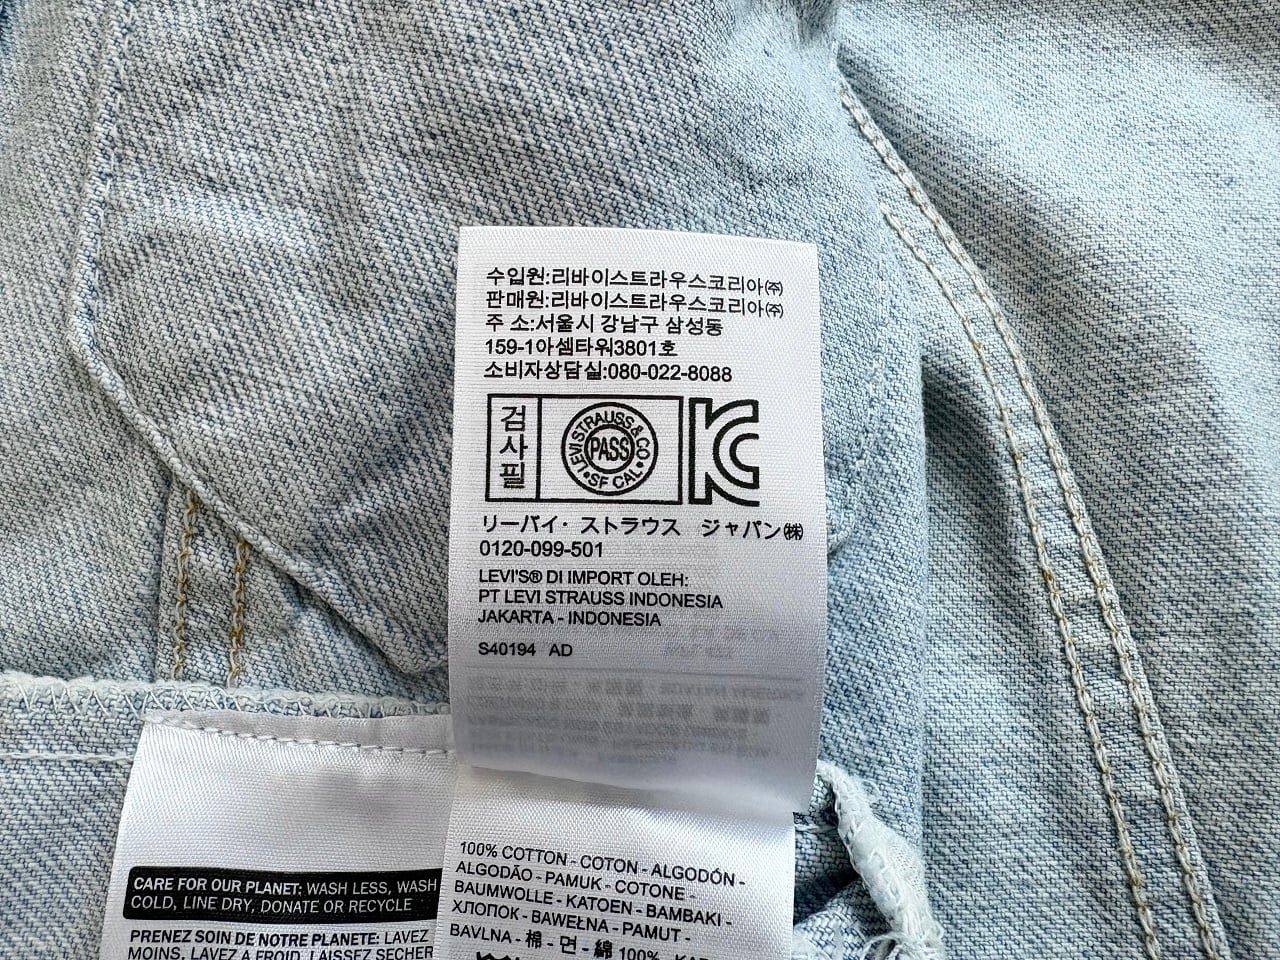 수입원:리바이스트라우스코리아㈜
판매원:리바이스트라우스코리아㈜
주 소:서울시 강남구 삼성동
159-1아셈타워3801호
소비자상담실:080-022-8088
검
사
필
LEVI STRAUSS & CO
PASS
SF CAL
KC
リーバイ・ストラウス ジャパン㈱
0120-099-501
LEVI'S® DI IMPORT OLEH:
PT LEVI STRAUSS INDONESIA
JAKARTA - INDONESIA
S40194 AD
CARE FOR OUR PLANET: WASH LESS, WASH
COLD, LINE DRY, DONATE OR RECYCLE
PRENEZ SOIN DE NOTRE PLANETE: LAVEZ
MOINS, LAVEZ A FROID, LAISSEZ SECHER
100% COTTON - COTON - ALGODÓN -
ALGODÃO - PAMUK - COTONE -
BAUMWOLLE - KATOEN - BAMBAKI -
ХЛОПОК - BAWEŁNA - PAMUT -
BAVLNA - 棉 - 면 - 綿 100%